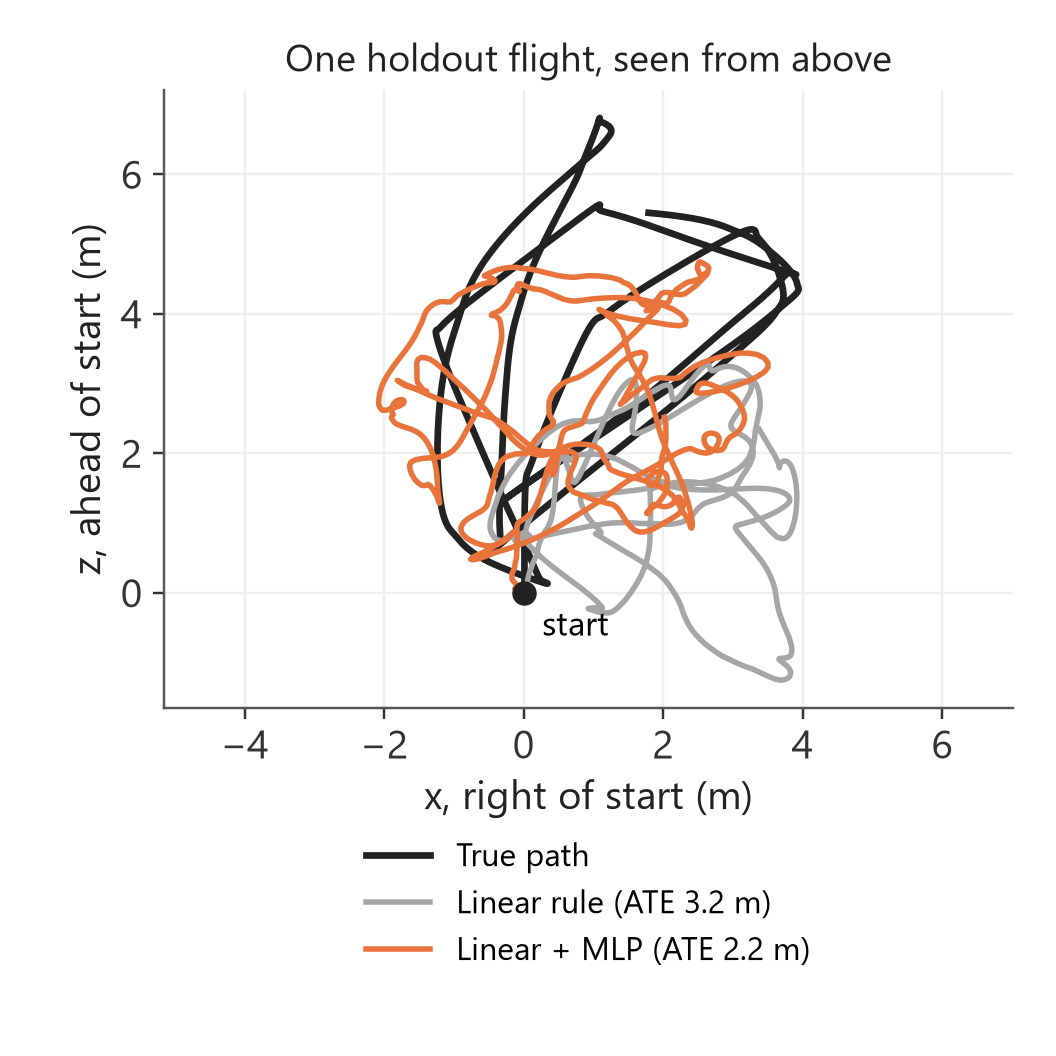 One holdout flight, seen from above
z, ahead of start (m)
6
4
2
0
start
−4 −2 0 2 4 6
x, right of start (m)
True path
Linear rule (ATE 3.2 m)
Linear + MLP (ATE 2.2 m)